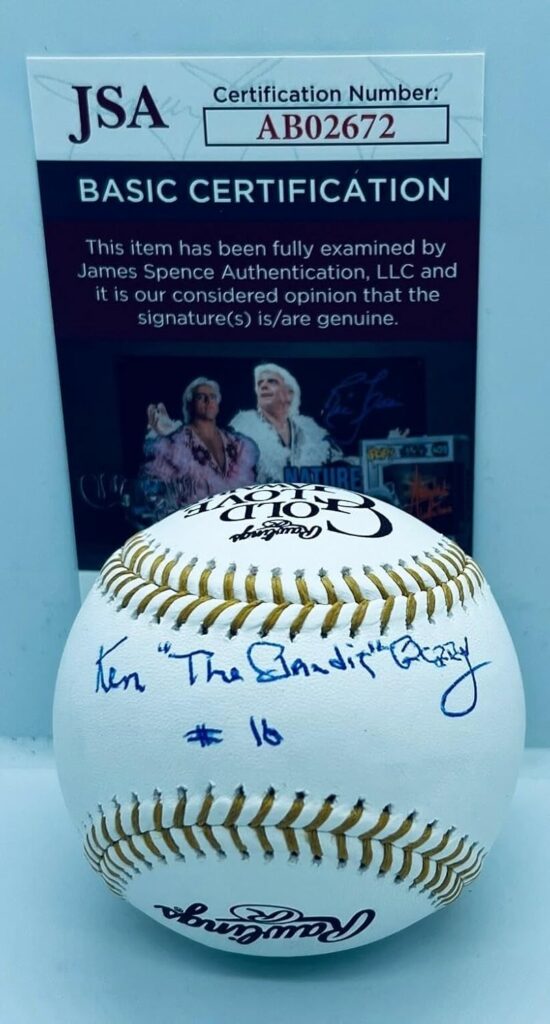 JSA
Certification Number:
AB02672
BASIC CERTIFICATION
This item has been fully examined by
James Spence Authentication, LLC and
it is our considered opinion that the
signature(s) is/are genuine.
NATURE
GOLD
GLOVE
Rawlings
Ken "The Bandit" Berry
# 16
Rawlings
R